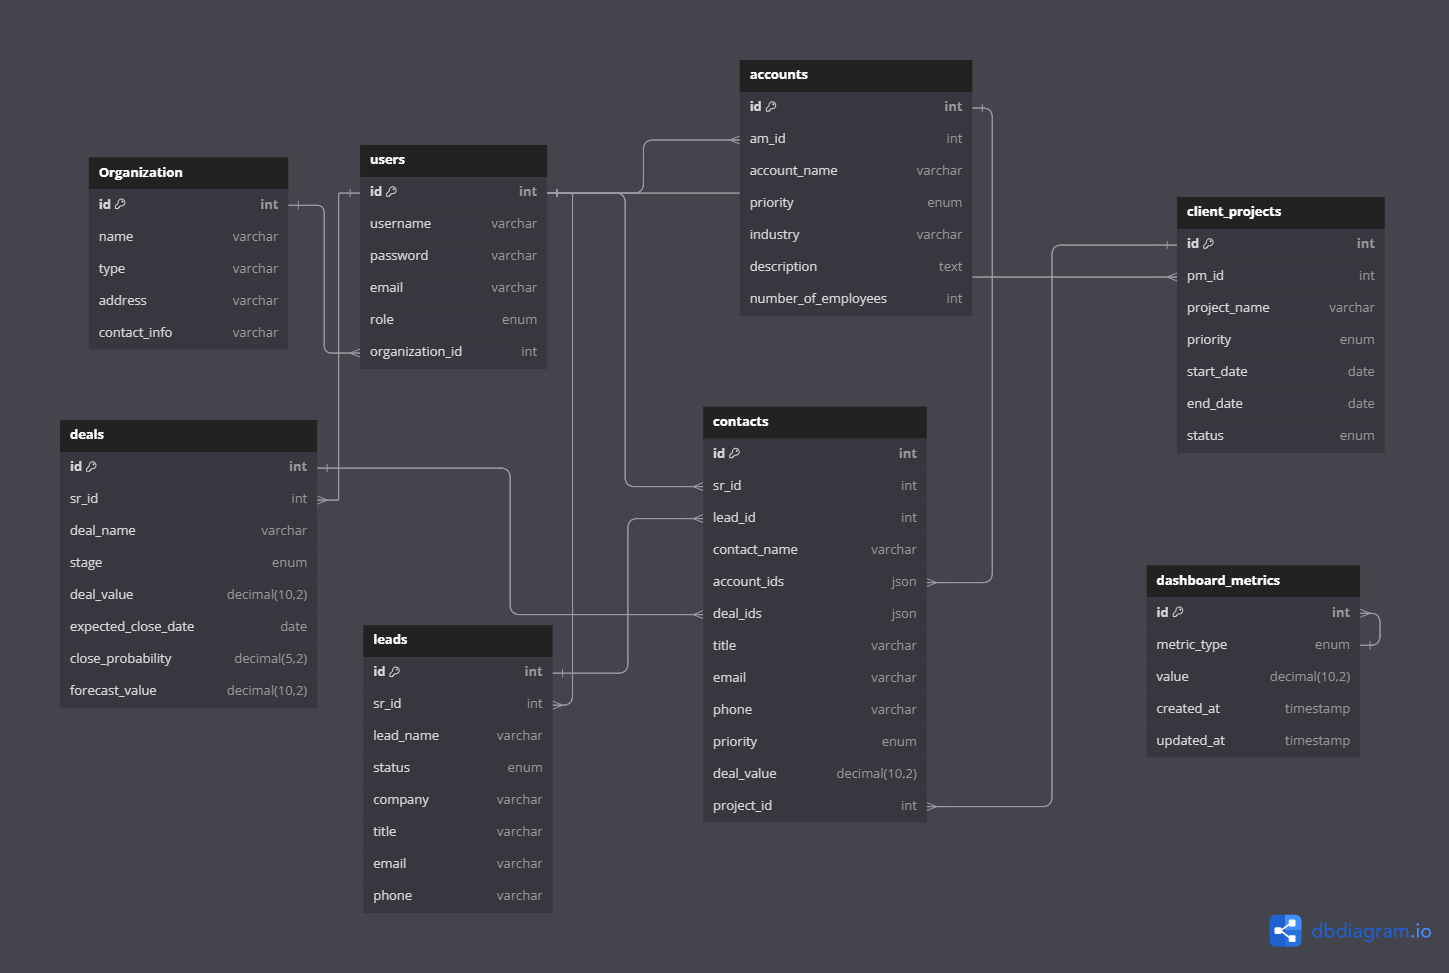 Organization
id int
name varchar
type varchar
address varchar
contact_info varchar
users
id int
username varchar
password varchar
email varchar
role enum
organization_id int
accounts
id int
am_id int
account_name varchar
priority enum
industry varchar
description text
number_of_employees int
client_projects
id int
pm_id int
project_name varchar
priority enum
start_date date
end_date date
status enum
deals
id int
sr_id int
deal_name varchar
stage enum
deal_value decimal(10,2)
expected_close_date date
close_probability decimal(5,2)
forecast_value decimal(10,2)
leads
id int
sr_id int
lead_name varchar
status enum
company varchar
title varchar
email varchar
phone varchar
contacts
id int
sr_id int
lead_id int
contact_name varchar
account_ids json
deal_ids json
title varchar
email varchar
phone varchar
priority enum
deal_value decimal(10,2)
project_id int
dashboard_metrics
id int
metric_type enum
value decimal(10,2)
created_at timestamp
updated_at timestamp
dbdiagram.io